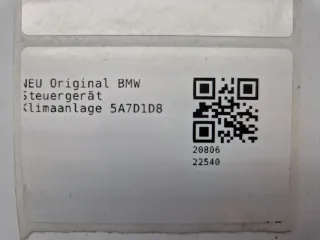 NEU Original BMW
Steuergerät
Klimaanlage 5A7D1D8
20806
22540